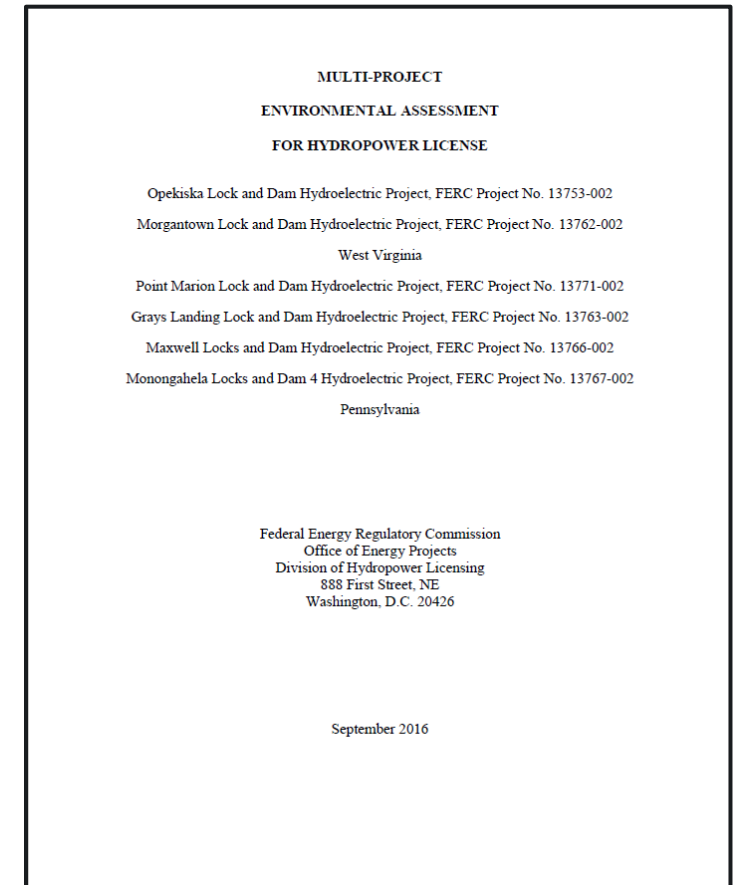 MULTI-PROJECT
ENVIRONMENTAL ASSESSMENT
FOR HYDROPOWER LICENSE
Opekiska Lock and Dam Hydroelectric Project, FERC Project No. 13753-002
Morgantown Lock and Dam Hydroelectric Project, FERC Project No. 13762-002
West Virginia
Point Marion Lock and Dam Hydroelectric Project, FERC Project No. 13771-002
Grays Landing Lock and Dam Hydroelectric Project, FERC Project No. 13763-002
Maxwell Locks and Dam Hydroelectric Project, FERC Project No. 13766-002
Monongahela Locks and Dam 4 Hydroelectric Project, FERC Project No. 13767-002
Pennsylvania
Federal Energy Regulatory Commission
Office of Energy Projects
Division of Hydropower Licensing
888 First Street, NE
Washington, D.C. 20426
September 2016